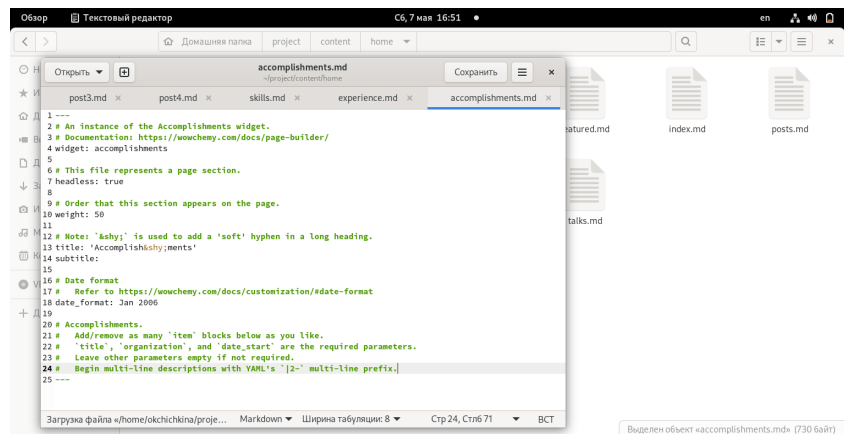 Обзор Текстовый редактор Сб, 7 мая 16:51 en
Домашняя папка project content home
Открыть accomplishments.md Сохранить
~/project/content/home
post3.md × post4.md × skills.md × experience.md × accomplishments.md ×
1 ---
2 # An instance of the Accomplishments widget.
3 # Documentation: https://wowchemy.com/docs/page-builder/
4 widget: accomplishments
5
6 # This file represents a page section.
7 headless: true
8
9 # Order that this section appears on the page.
10 weight: 50
11
12 # Note: `&shy;` is used to add a 'soft' hyphen in a long heading.
13 title: 'Accomplish&shy;ments'
14 subtitle:
15
16 # Date format
17 #   Refer to https://wowchemy.com/docs/customization/#date-format
18 date_format: Jan 2006
19
20 # Accomplishments.
21 #   Add/remove as many `item` blocks below as you like.
22 #   `title`, `organization`, and `date_start` are the required parameters.
23 #   Leave other parameters empty if not required.
24 #   Begin multi-line descriptions with YAML's `|2-` multi-line prefix.
25 ---
Загрузка файла «/home/okchichkina/proje... Markdown Ширина табуляции: 8 Стр 24, Стлб 71 ВСТ
eatured.md index.md posts.md
talks.md
Выделен объект «accomplishments.md» (730 байт)